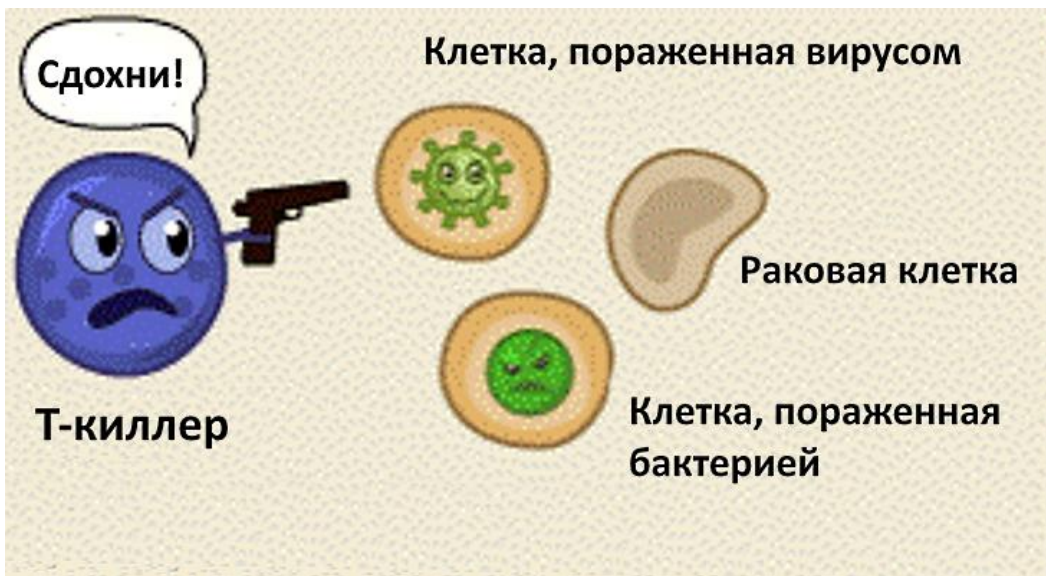 Сдохни!
Клетка, пораженная вирусом
Раковая клетка
Т-киллер
Клетка, пораженная
бактерией